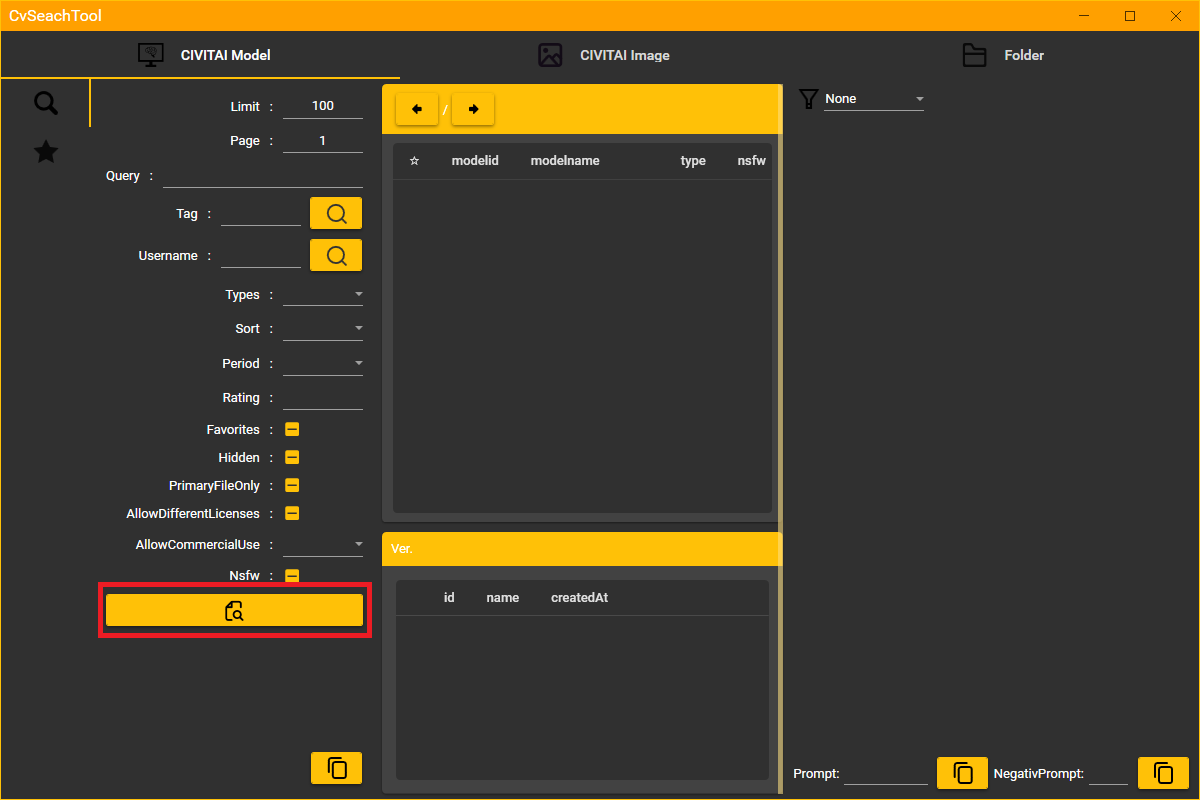 CvSeachTool
CIVITAI Model
CIVITAI Image
Folder
Limit :
100
Page :
1
Query :
Tag :
Username :
Types :
Sort :
Period :
Rating :
Favorites :
Hidden :
PrimaryFileOnly :
AllowDifferentLicenses :
AllowCommercialUse :
Nsfw :
/
modelid modelname type nsfw
Ver.
id name createdAt
None
Prompt:
NegativPrompt: